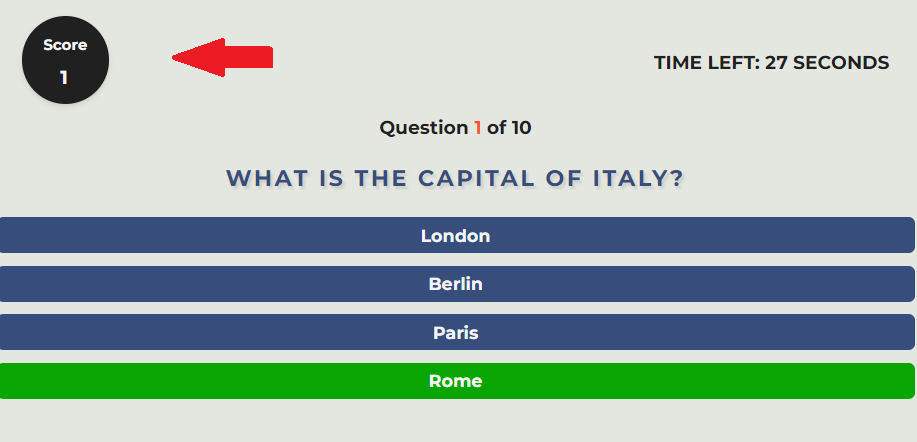 Score
1
TIME LEFT: 27 SECONDS
Question 1 of 10
WHAT IS THE CAPITAL OF ITALY?
London
Berlin
Paris
Rome